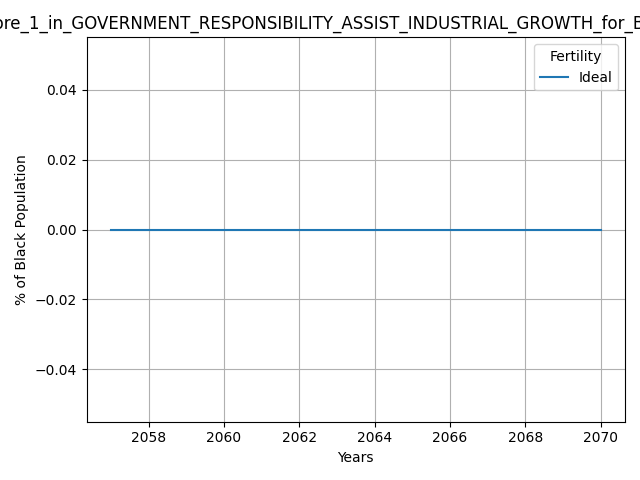 ore_1_in_GOVERNMENT_RESPONSIBILITY_ASSIST_INDUSTRIAL_GROWTH_for_B
Fertility
Ideal
0.04
0.02
0.00
−0.02
−0.04
% of Black Population
2058 2060 2062 2064 2066 2068 2070
Years